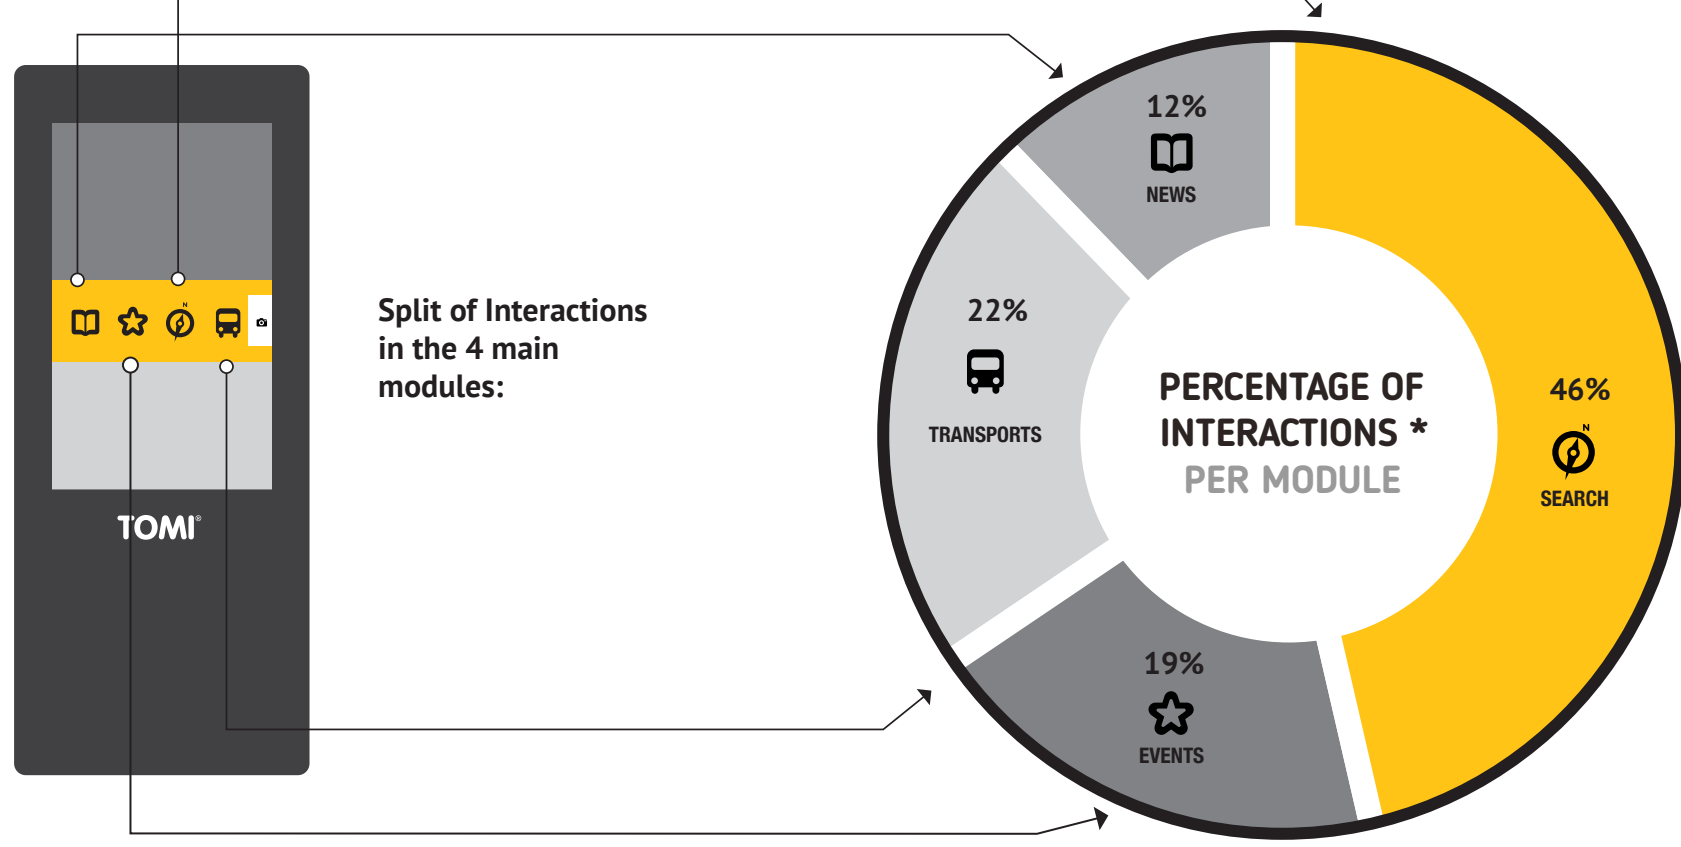 N
TOMI®
Split of Interactions
in the 4 main
modules:
12%
NEWS
22%
TRANSPORTS
PERCENTAGE OF
INTERACTIONS *
PER MODULE
46%
N
SEARCH
19%
EVENTS